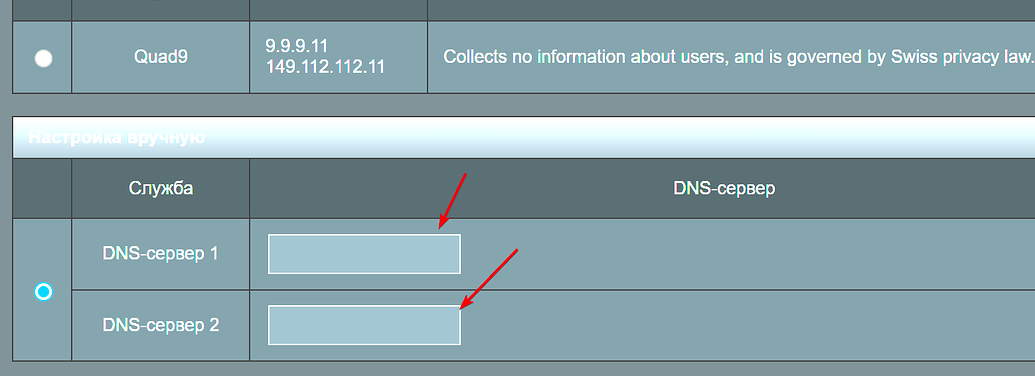 Quad9
9.9.9.11
149.112.112.11
Collects no information about users, and is governed by Swiss privacy law.
Настройка вручную
Служба
DNS-сервер
DNS-сервер 1
DNS-сервер 2